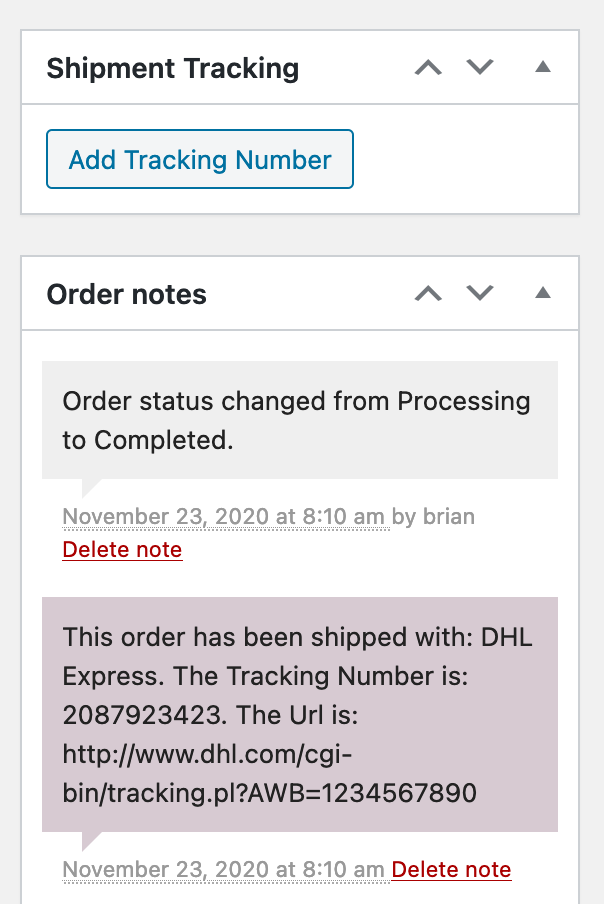 Shipment Tracking
Add Tracking Number
Order notes
Order status changed from Processing
to Completed.
November 23, 2020 at 8:10 am by brian
Delete note
This order has been shipped with: DHL
Express. The Tracking Number is:
2087923423. The Url is:
http://www.dhl.com/cgi-
bin/tracking.pl?AWB=1234567890
November 23, 2020 at 8:10 am Delete note